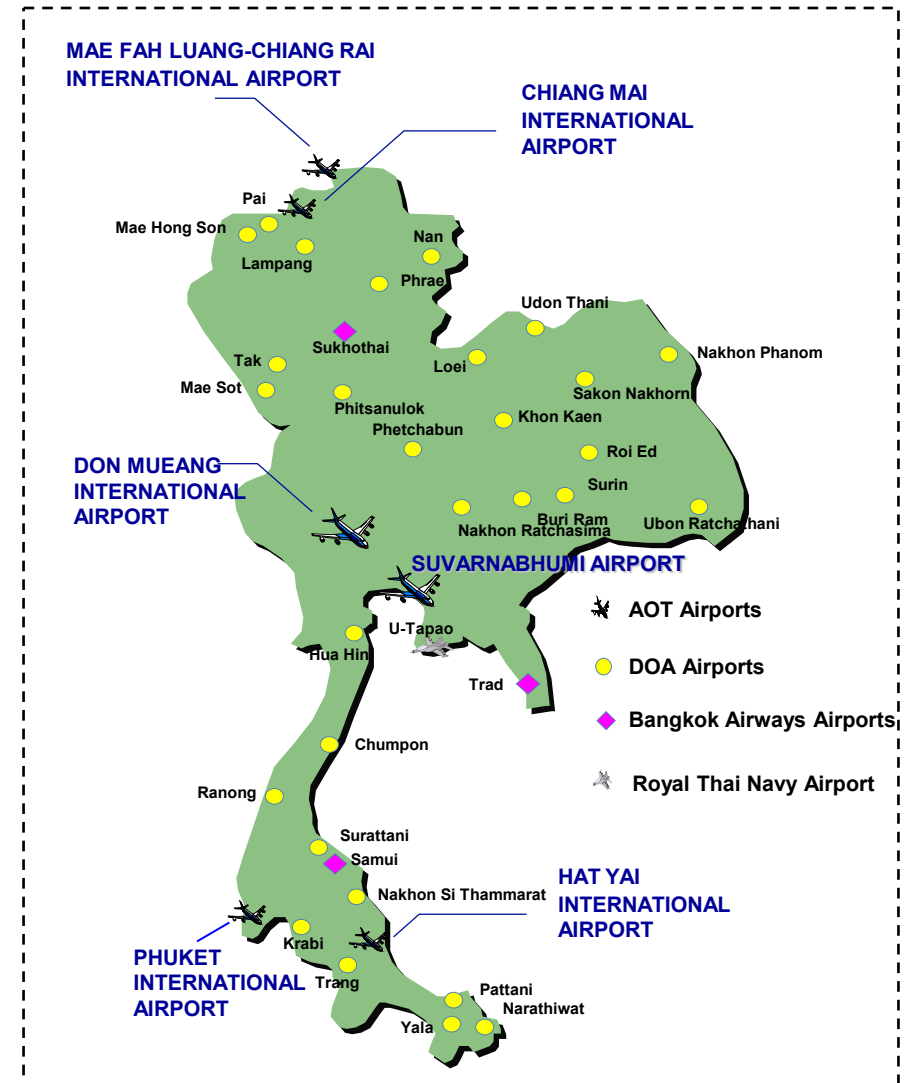 MAE FAH LUANG-CHIANG RAI
INTERNATIONAL AIRPORT
CHIANG MAI
INTERNATIONAL
AIRPORT
Pai
Mae Hong Son
Nan
Lampang
Phrae
Udon Thani
Sukhothai
Nakhon Phanom
Loei
Tak
Mae Sot
Sakon Nakhorn
Phitsanulok
Khon Kaen
Phetchabun
Roi Ed
DON MUEANG
INTERNATIONAL
AIRPORT
Surin
Buri Ram
Nakhon Ratchasima
Ubon Ratchathani
SUVARNABHUMI AIRPORT
AOT Airports
U-Tapao
Hua Hin
DOA Airports
Trad
Bangkok Airways Airports
Chumpon
Royal Thai Navy Airport
Ranong
Surattani
Samui
HAT YAI
INTERNATIONAL
AIRPORT
Nakhon Si Thammarat
Krabi
PHUKET
INTERNATIONAL
AIRPORT
Trang
Pattani
Narathiwat
Yala